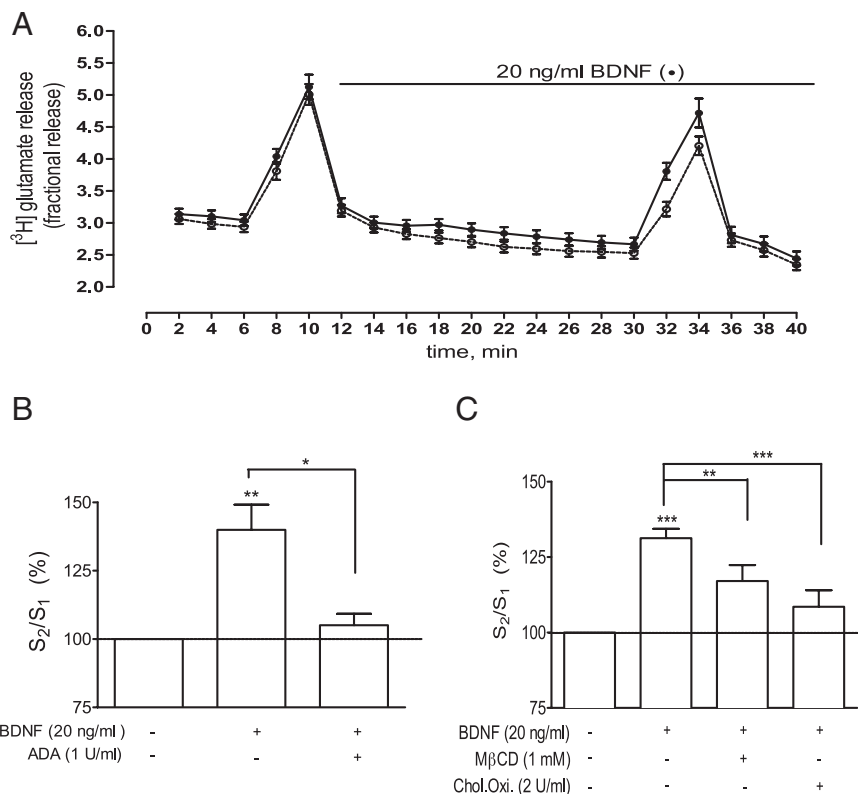 A
[³H] glutamate release
(fractional release)
6.0
5.5
5.0
4.5
4.0
3.5
3.0
2.5
2.0
20 ng/ml BDNF (•)
0 2 4 6 8 10 12 14 16 18 20 22 24 26 28 30 32 34 36 38 40
time, min
B
S₂/S₁ (%)
150
125
100
75
**
*
BDNF (20 ng/ml ) - + +
ADA (1 U/ml) - - +
C
S₂/S₁ (%)
150
125
100
75
***
**
***
BDNF (20 ng/ml) - + + +
MβCD (1 mM) - - +
Chol.Oxi. (2 U/ml) - - +